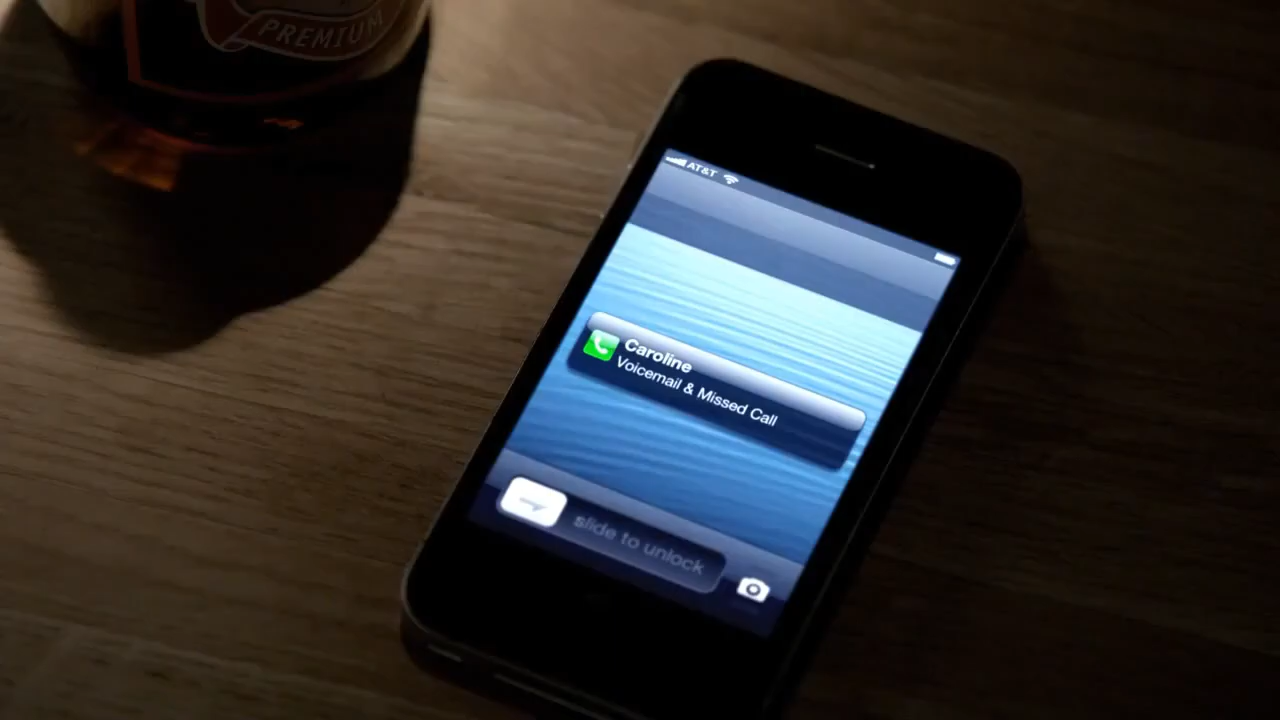 PREMIUM
AT&T
Caroline
Voicemail & Missed Call
slide to unlock